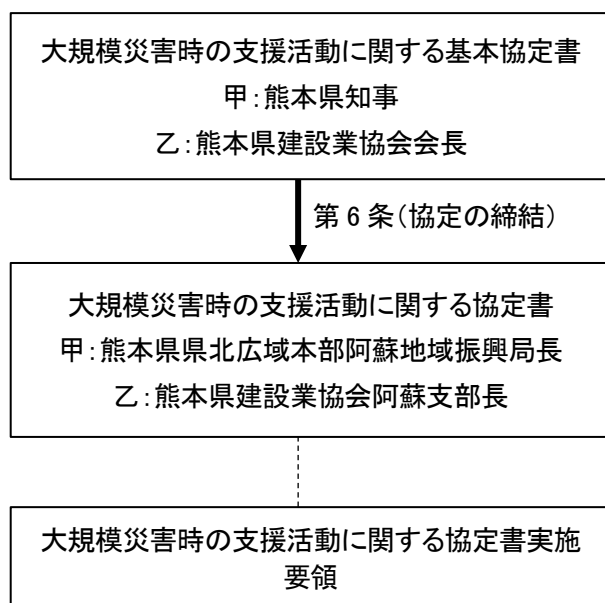 大規模災害時の支援活動に関する基本協定書
甲：熊本県知事
乙：熊本県建設業協会会長
第６条（協定の締結）
大規模災害時の支援活動に関する協定書
甲：熊本県県北広域本部阿蘇地域振興局長
乙：熊本県建設業協会阿蘇支部長
大規模災害時の支援活動に関する協定書実施
要領